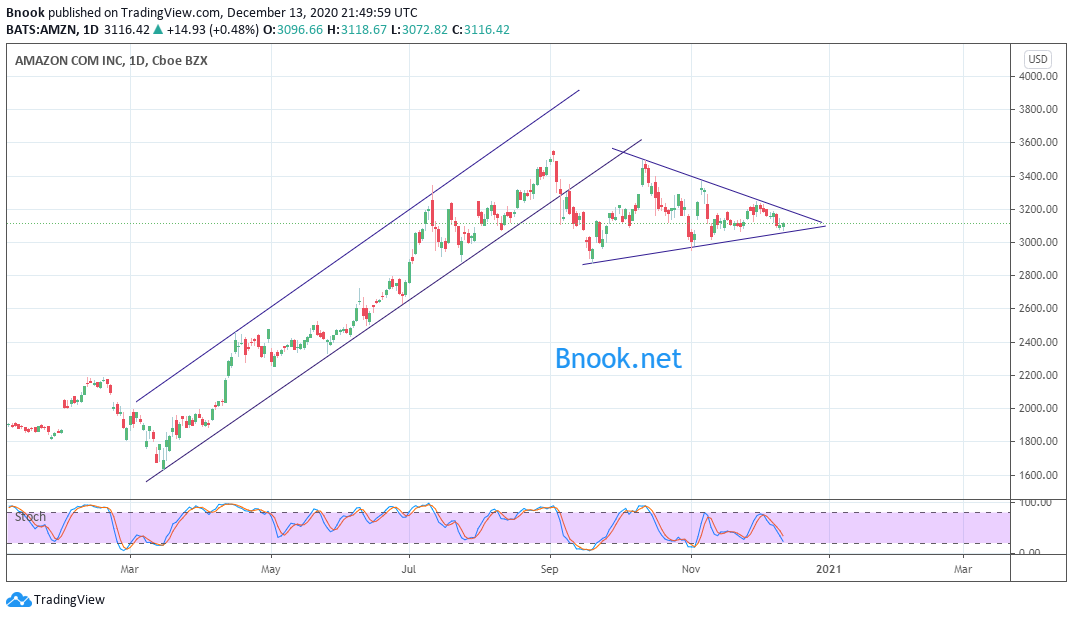 Bnook published on TradingView.com, December 13, 2020 21:49:59 UTC
BATS:AMZN, 1D 3116.42 ▲ +14.93 (+0.48%) O:3096.66 H:3118.67 L:3072.82 C:3116.42
AMAZON COM INC, 1D, Cboe BZX
USD
4000.00
3800.00
3600.00
3400.00
3200.00
3000.00
2800.00
2600.00
2400.00
2200.00
2000.00
1800.00
1600.00
Bnook.net
Stoch
100.00
50.00
0.00
Mar May Jul Sep Nov 2021 Mar
TradingView